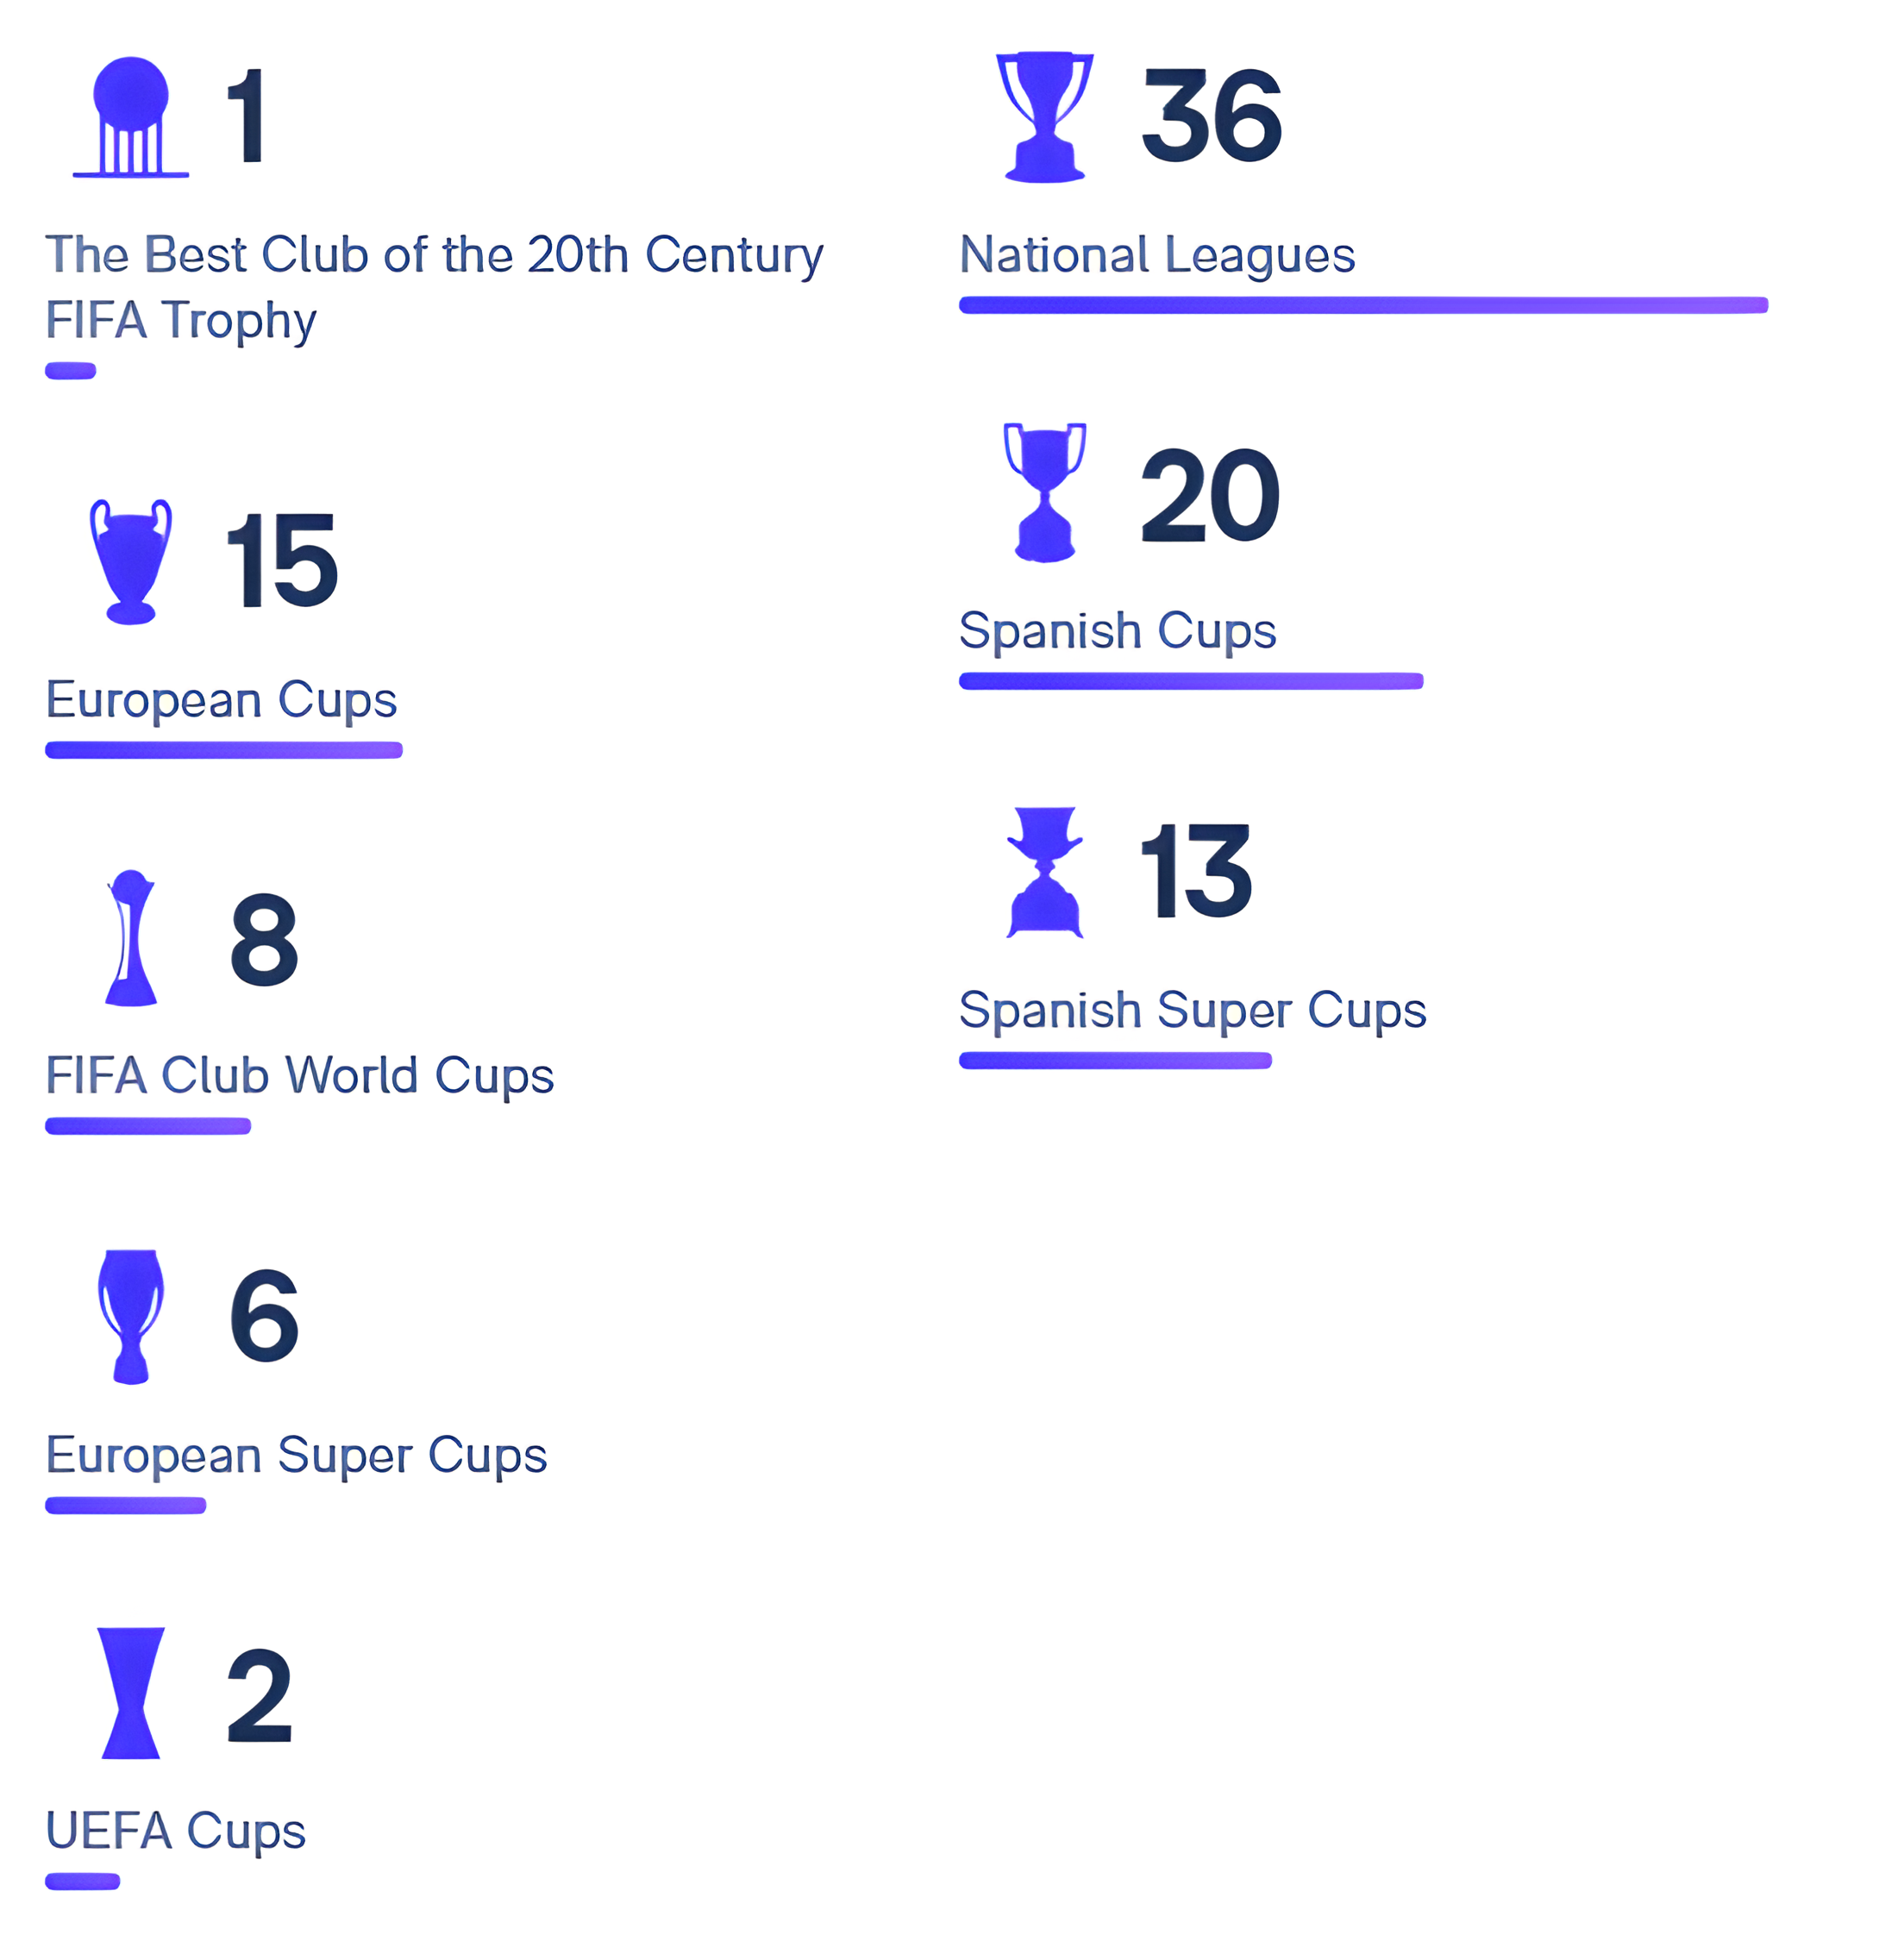 1
The Best Club of the 20th Century
FIFA Trophy
15
European Cups
8
FIFA Club World Cups
6
European Super Cups
2
UEFA Cups
36
National Leagues
20
Spanish Cups
13
Spanish Super Cups